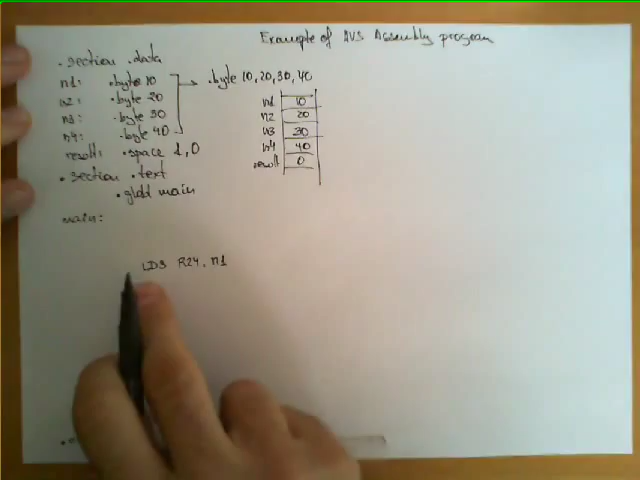 Example of AVS Assembly program
.section .data
n1: .byte 10
n2: .byte 20
n3: .byte 30
n4: .byte 40
.byte 10, 20, 30, 40
result: .space 1,0
n1 10
n2 20
n3 30
n4 40
result 0
.section .text
.globl main
main:
LDS R24, n1